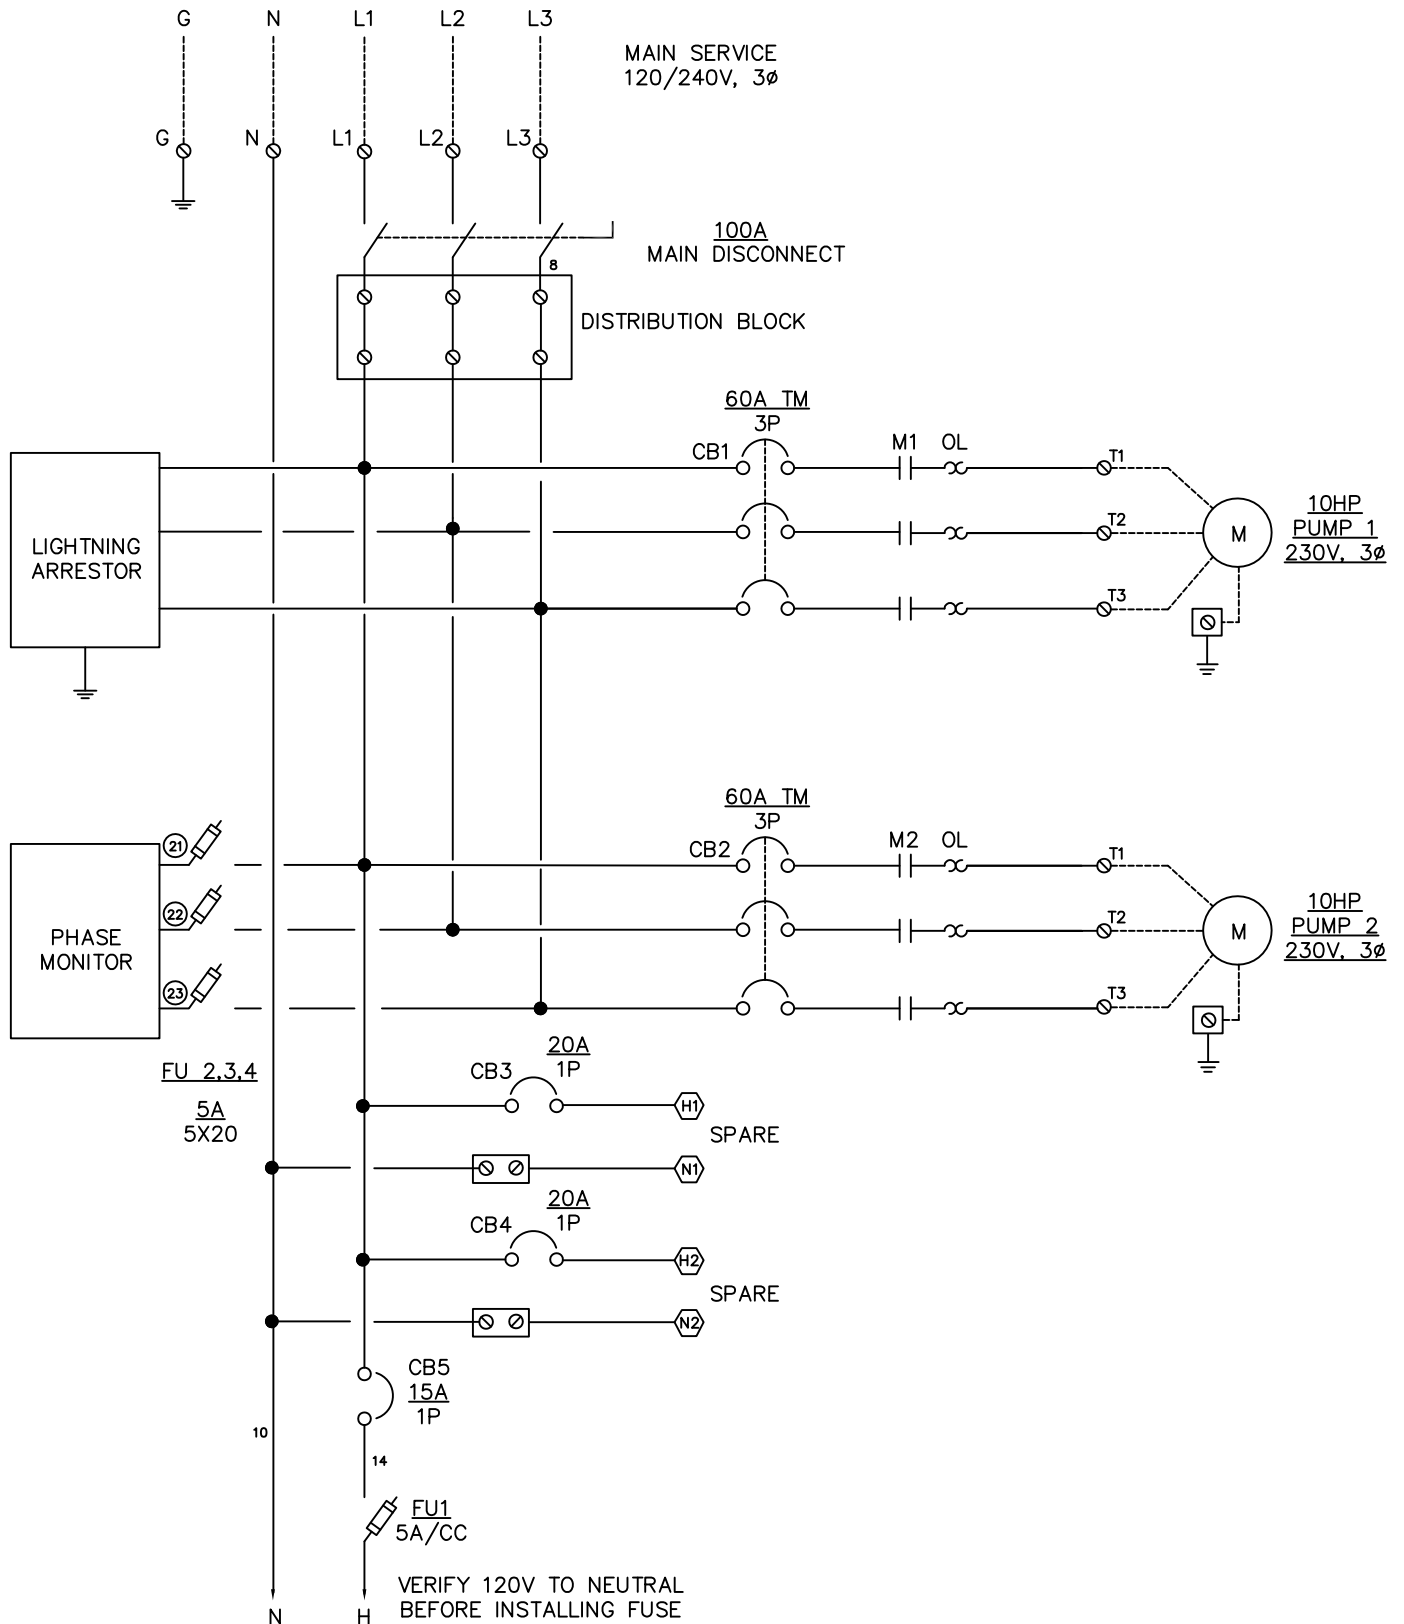 G N L1 L2 L3
MAIN SERVICE
120/240V, 3ø
G N L1 L2 L3
100A
MAIN DISCONNECT
8
DISTRIBUTION BLOCK
60A TM
3P
CB1 M1 OL T1
T2
T3
M
10HP
PUMP 1
230V, 3ø
LIGHTNING
ARRESTOR
60A TM
3P
CB2 M2 OL T1
T2
T3
M
10HP
PUMP 2
230V, 3ø
21
22
23
PHASE
MONITOR
FU 2,3,4
5A
5X20
20A
1P
CB3
H1
SPARE
N1
20A
1P
CB4
H2
SPARE
N2
CB5
15A
1P
10
14
FU1
5A/CC
VERIFY 120V TO NEUTRAL
BEFORE INSTALLING FUSE
N H